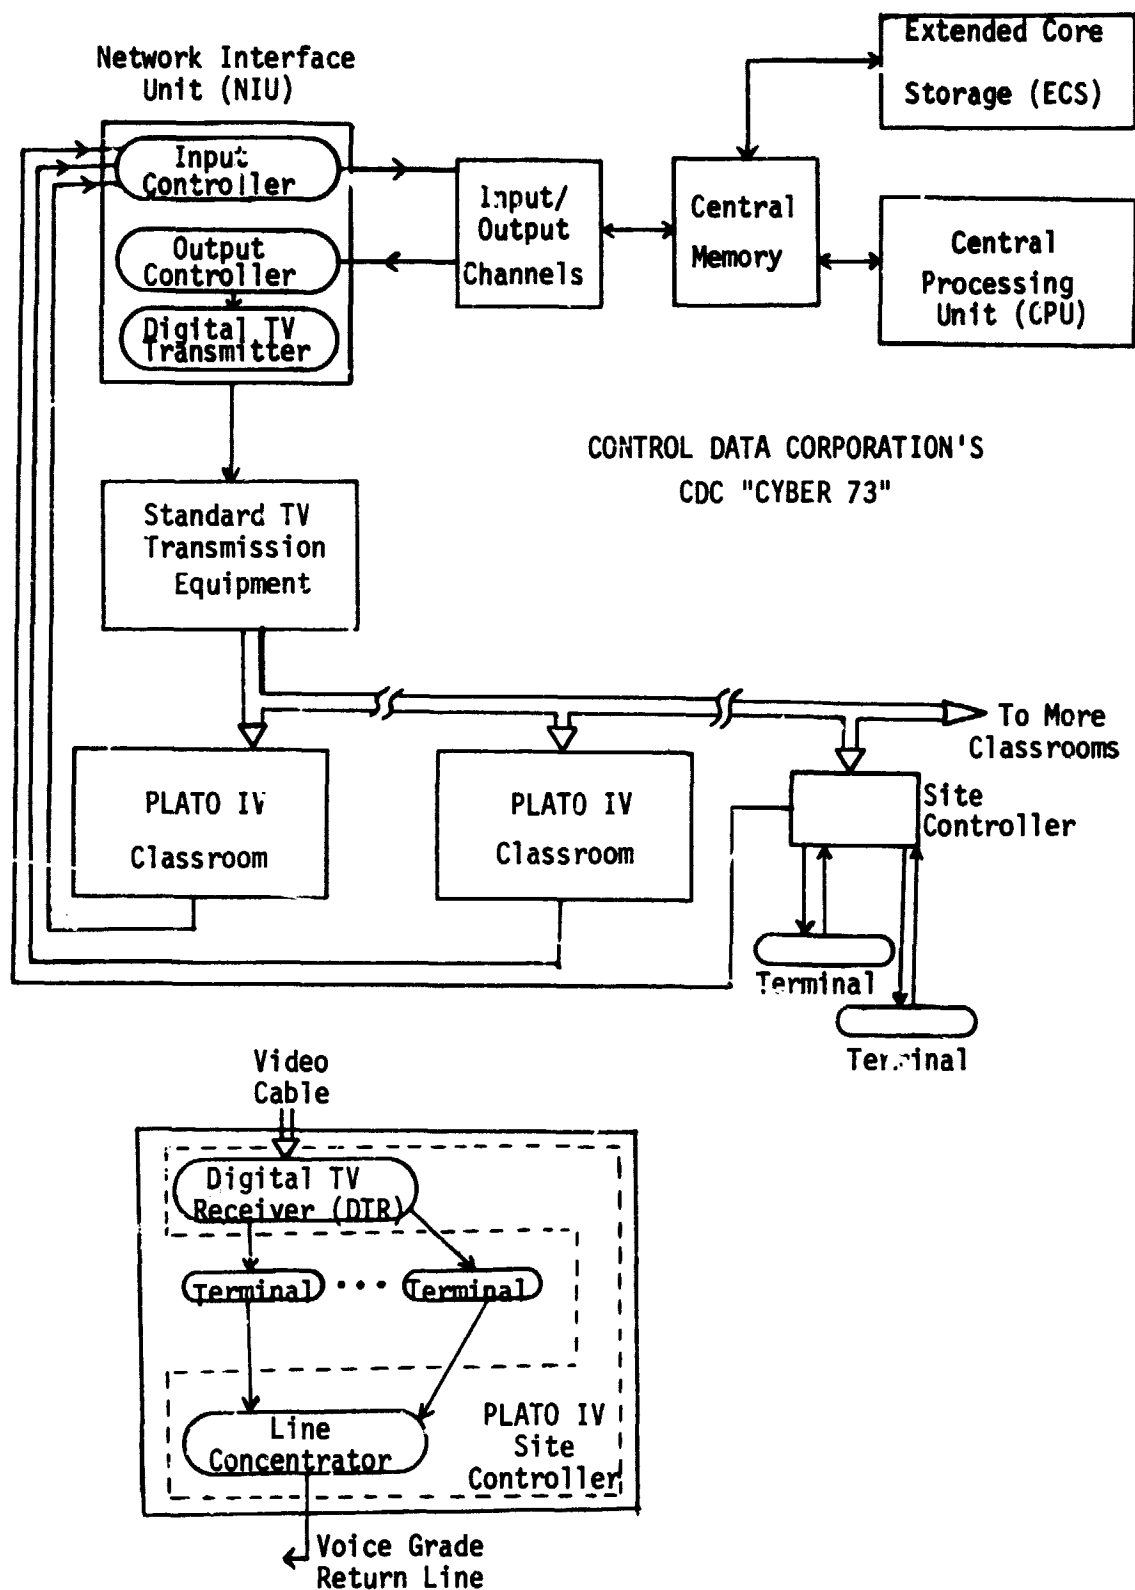 Network Interface
Unit (NIU)
Input
Controller
Output
Controller
Digital TV
Transmitter
Input/
Output
Channels
Central
Memory
Extended Core
Storage (ECS)
Central
Processing
Unit (CPU)
CONTROL DATA CORPORATION'S
CDC "CYBER 73"
Standard TV
Transmission
Equipment
To More
Classrooms
PLATO IV
Classroom
PLATO IV
Classroom
Site
Controller
Terminal
Terminal
Video
Cable
Digital TV
Receiver (DTR)
Terminal
Terminal
Line
Concentrator
PLATO IV
Site
Controller
Voice Grade
Return Line